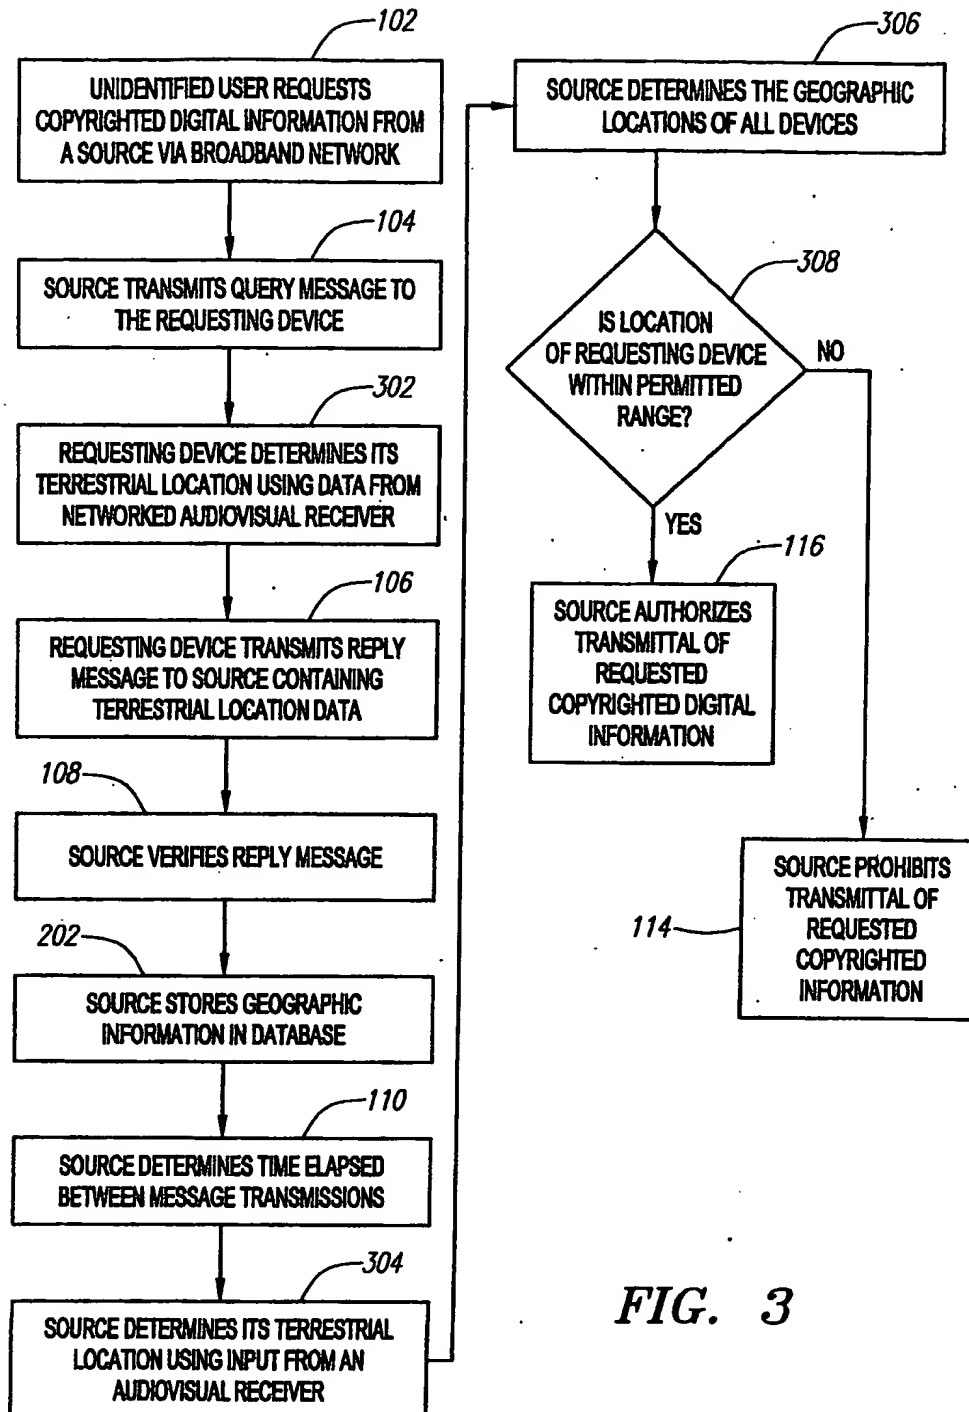 102
UNIDENTIFIED USER REQUESTS
COPYRIGHTED DIGITAL INFORMATION FROM
A SOURCE VIA BROADBAND NETWORK
104
SOURCE TRANSMITS QUERY MESSAGE TO
THE REQUESTING DEVICE
302
REQUESTING DEVICE DETERMINES ITS
TERRESTRIAL LOCATION USING DATA FROM
NETWORKED AUDIOVISUAL RECEIVER
106
REQUESTING DEVICE TRANSMITS REPLY
MESSAGE TO SOURCE CONTAINING
TERRESTRIAL LOCATION DATA
108
SOURCE VERIFIES REPLY MESSAGE
202
SOURCE STORES GEOGRAPHIC
INFORMATION IN DATABASE
110
SOURCE DETERMINES TIME ELAPSED
BETWEEN MESSAGE TRANSMISSIONS
304
SOURCE DETERMINES ITS TERRESTRIAL
LOCATION USING INPUT FROM AN
AUDIOVISUAL RECEIVER
306
SOURCE DETERMINES THE GEOGRAPHIC
LOCATIONS OF ALL DEVICES
308
IS LOCATION
OF REQUESTING DEVICE
WITHIN PERMITTED
RANGE?
NO
YES
116
SOURCE AUTHORIZES
TRANSMITTAL OF
REQUESTED
COPYRIGHTED DIGITAL
INFORMATION
114
SOURCE PROHIBITS
TRANSMITTAL OF
REQUESTED
COPYRIGHTED
INFORMATION
FIG. 3